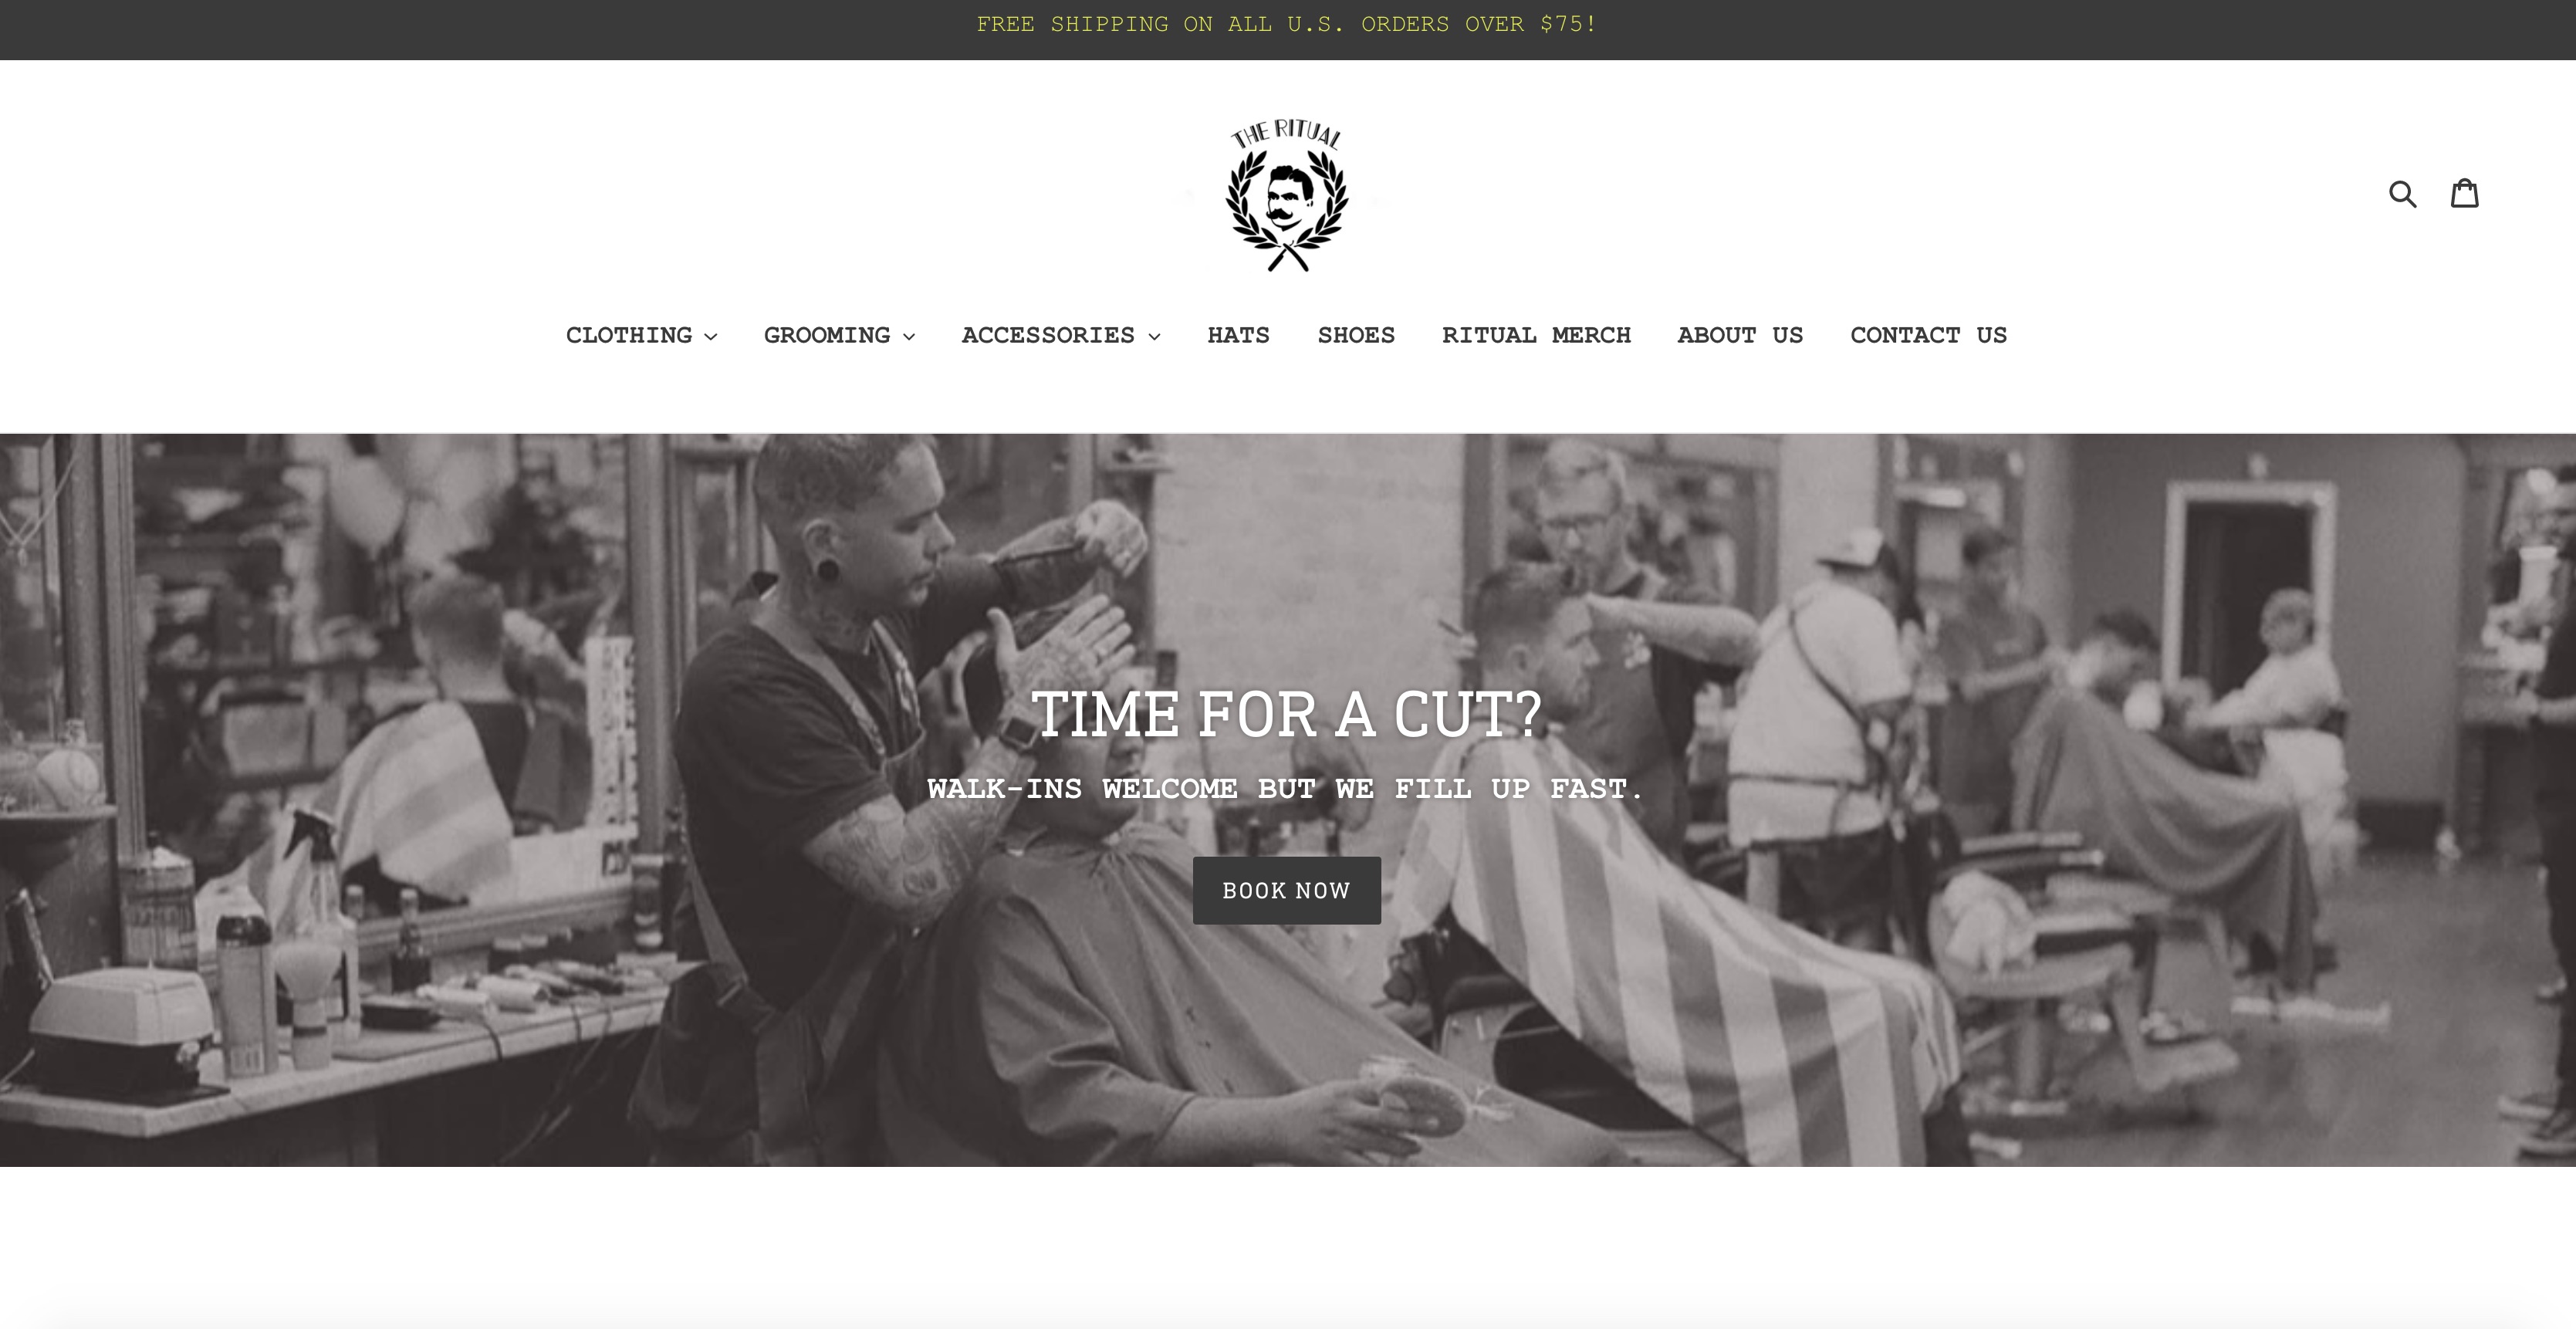 FREE SHIPPING ON ALL U.S. ORDERS OVER $75!
THE RITUAL
CLOTHING GROOMING ACCESSORIES HATS SHOES RITUAL MERCH ABOUT US CONTACT US
TIME FOR A CUT?
WALK-INS WELCOME BUT WE FILL UP FAST.
BOOK NOW